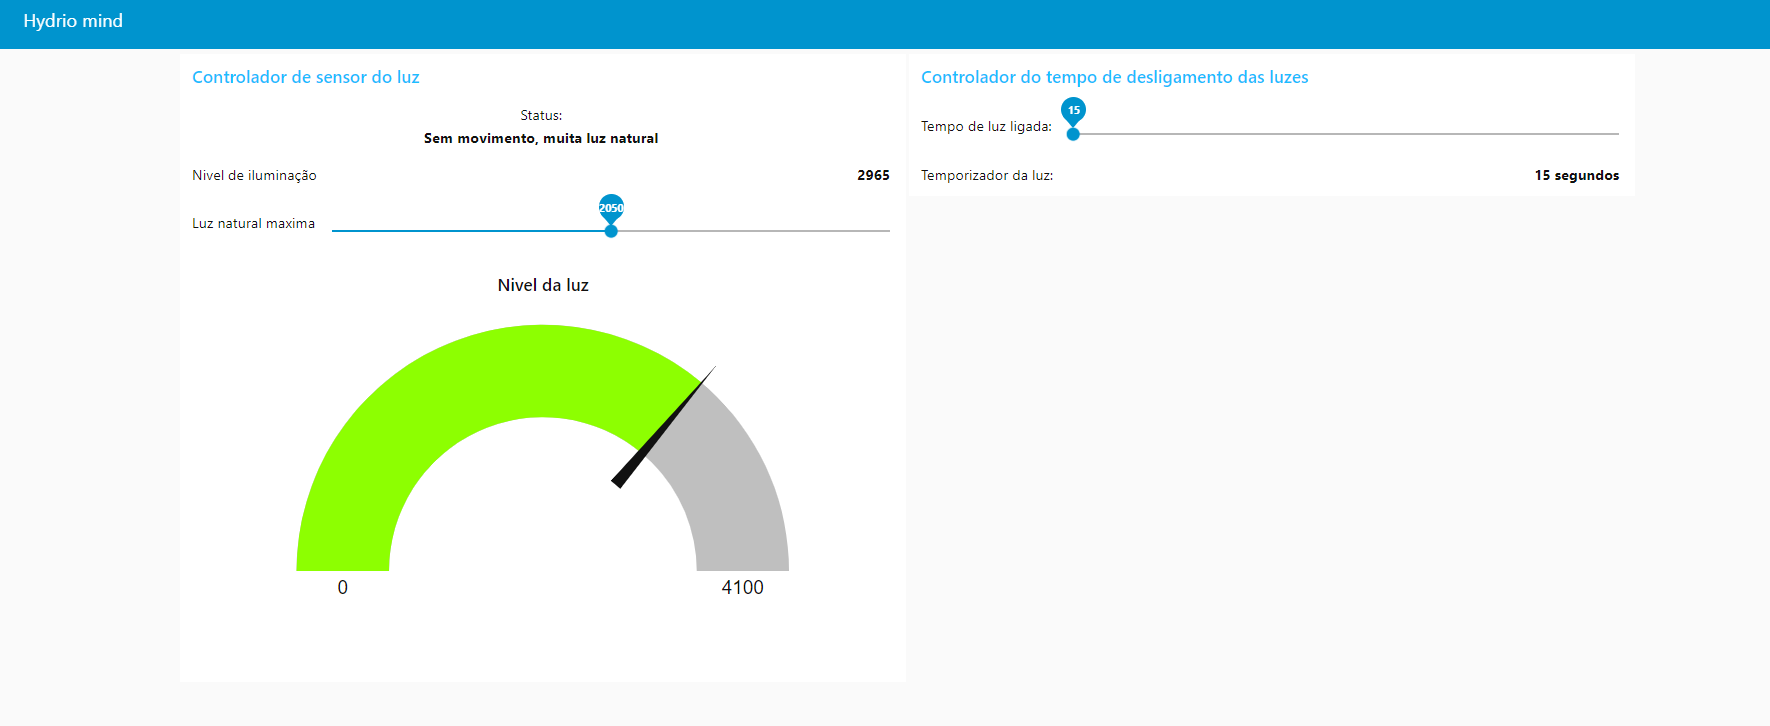 Hydrio mind
Controlador de sensor do luz
Status:
Sem movimento, muita luz natural
Nivel de iluminação 2965
Luz natural maxima 2050
Nivel da luz
0 4100
Controlador do tempo de desligamento das luzes
Tempo de luz ligada: 15
Temporizador da luz: 15 segundos